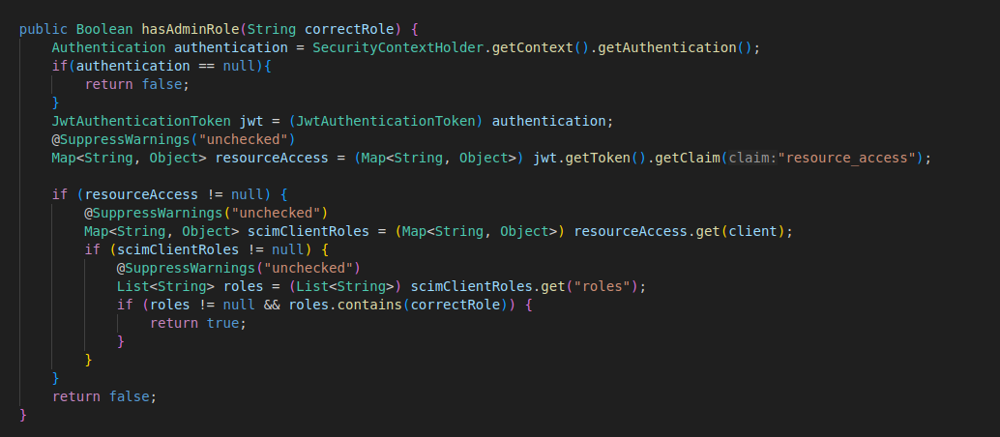 public Boolean hasAdminRole(String correctRole) {
    Authentication authentication = SecurityContextHolder.getContext().getAuthentication();
    if(authentication == null){
        return false;
    }
    JwtAuthenticationToken jwt = (JwtAuthenticationToken) authentication;
    @SuppressWarnings("unchecked")
    Map<String, Object> resourceAccess = (Map<String, Object>) jwt.getToken().getClaim(claim:"resource_access");

    if (resourceAccess != null) {
        @SuppressWarnings("unchecked")
        Map<String, Object> scimClientRoles = (Map<String, Object>) resourceAccess.get(client);
        if (scimClientRoles != null) {
            @SuppressWarnings("unchecked")
            List<String> roles = (List<String>) scimClientRoles.get("roles");
            if (roles != null && roles.contains(correctRole)) {
                return true;
            }
        }
    }
    return false;
}